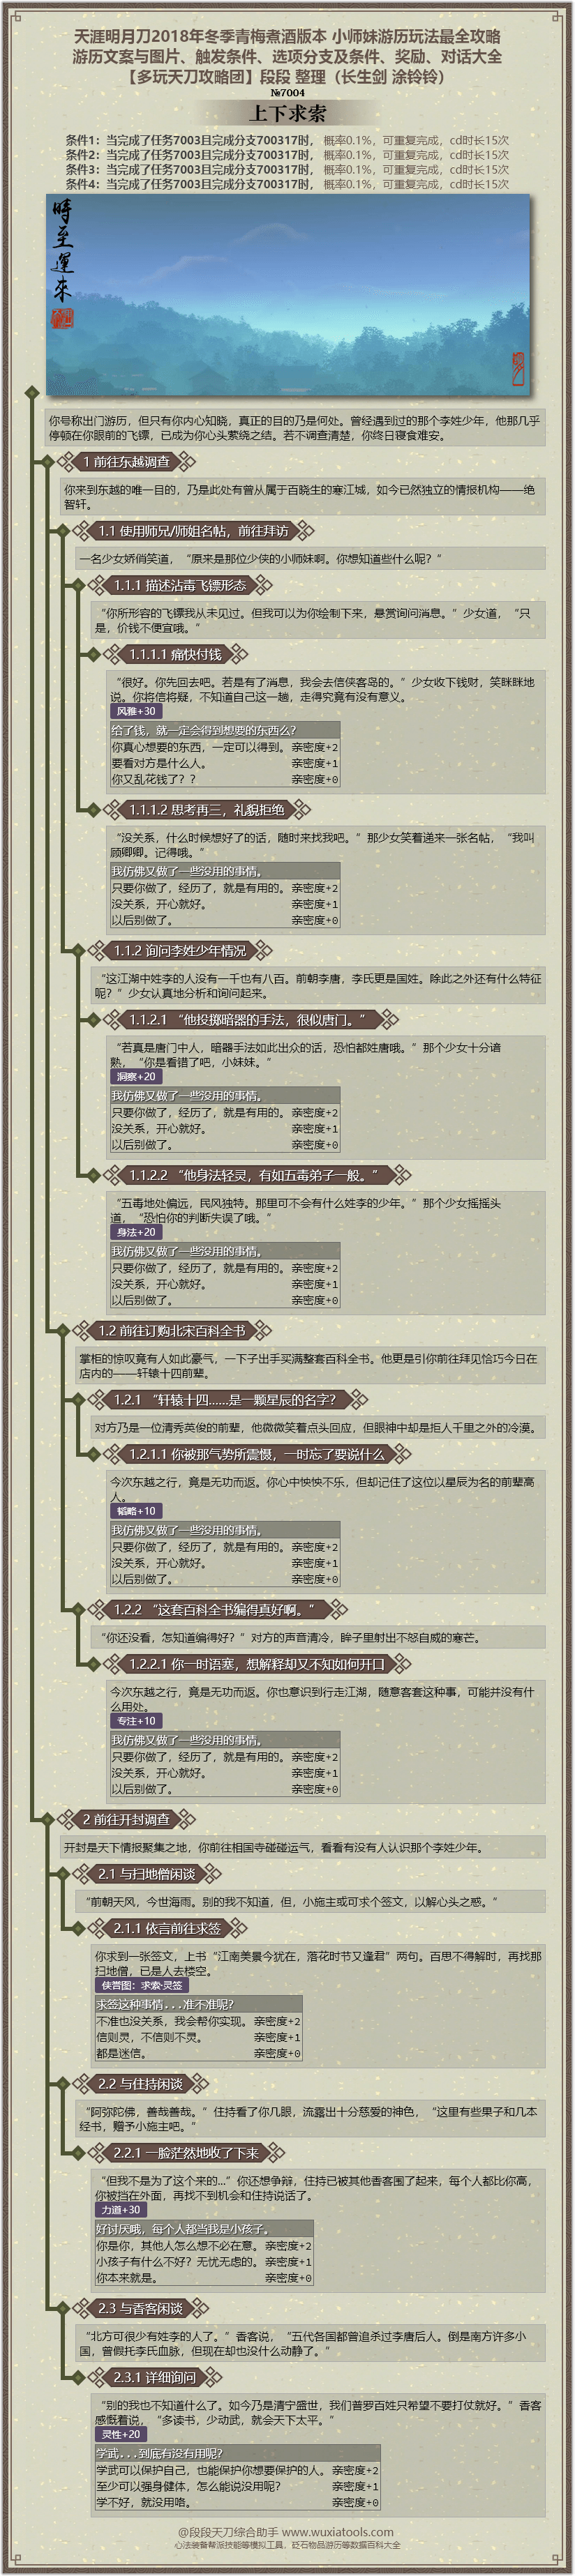 天涯明月刀2018年冬季青梅煮酒版本 小师妹游历玩法最全攻略
游历文案与图片、触发条件、选项分支及条件、奖励、对话大全
【多玩天刀攻略团】段段 整理（长生剑 涂铃铃）
№7004
上下求索
条件1：当完成了任务7003且完成分支700317时， 概率0.1%，可重复完成，cd时长15次
条件2：当完成了任务7003且完成分支700317时， 概率0.1%，可重复完成，cd时长15次
条件3：当完成了任务7003且完成分支700317时， 概率0.1%，可重复完成，cd时长15次
条件4：当完成了任务7003且完成分支700317时， 概率0.1%，可重复完成，cd时长15次
時至運來
你号称出门游历，但只有你内心知晓，真正的目的乃是何处。曾经遇到过的那个李姓少年，他那几乎
停顿在你眼前的飞镖，已成为你心头萦绕之结。若不调查清楚，你终日寝食难安。
1 前往东越调查
你来到东越的唯一目的，乃是此处有曾从属于百晓生的寒江城，如今已然独立的情报机构——绝
智轩。
1.1 使用师兄/师姐名帖，前往拜访
一名少女娇俏笑道，“原来是那位少侠的小师妹啊。你想知道些什么呢？”
1.1.1 描述沾毒飞镖形态
“你所形容的飞镖我从未见过。但我可以为你绘制下来，悬赏询问消息。”少女道，“只
是，价钱不便宜哦。”
1.1.1.1 痛快付钱
“很好。你先回去吧。若是有了消息，我会去信侠客岛的。”少女收下钱财，笑眯眯地
说。你将信将疑，不知道自己这一趟，走得究竟有没有意义。
风雅+30
给了钱，就一定会得到想要的东西么？
你真心想要的东西，一定可以得到。 亲密度+2
要看对方是什么人。 亲密度+1
你又乱花钱了？？ 亲密度+0
1.1.1.2 思考再三，礼貌拒绝
“没关系，什么时候想好了的话，随时来找我吧。”那少女笑着递来一张名帖，“我叫
顾卿卿。记得哦。”
我仿佛又做了一些没用的事情。
只要你做了，经历了，就是有用的。 亲密度+2
没关系，开心就好。 亲密度+1
以后别做了。 亲密度+0
1.1.2 询问李姓少年情况
“这江湖中姓李的人没有一千也有八百。前朝李唐，李氏更是国姓。除此之外还有什么特征
呢？”少女认真地分析和询问起来。
1.1.2.1 “他投掷暗器的手法，很似唐门。”
“若真是唐门中人，暗器手法如此出众的话，恐怕都姓唐哦。”那个少女十分谙
熟，“你是看错了吧，小妹妹。”
洞察+20
我仿佛又做了一些没用的事情。
只要你做了，经历了，就是有用的。 亲密度+2
没关系，开心就好。 亲密度+1
以后别做了。 亲密度+0
1.1.2.2 “他身法轻灵，有如五毒弟子一般。”
“五毒地处偏远，民风独特。那里可不会有什么姓李的少年。”那个少女摇摇头
道，“恐怕你的判断失误了哦。”
身法+20
我仿佛又做了一些没用的事情。
只要你做了，经历了，就是有用的。 亲密度+2
没关系，开心就好。 亲密度+1
以后别做了。 亲密度+0
1.2 前往订购北宋百科全书
掌柜的惊叹竟有人如此豪气，一下子出手买满整套百科全书。他更是引你前往拜见恰巧今日在
店内的——轩辕十四前辈。
1.2.1 “轩辕十四……是一颗星辰的名字？
对方乃是一位清秀英俊的前辈，他微微笑着点头回应，但眼神中却是拒人千里之外的冷漠。
1.2.1.1 你被那气势所震慑，一时忘了要说什么
今次东越之行，竟是无功而返。你心中怏怏不乐，但却记住了这位以星辰为名的前辈高
人。
韬略+10
我仿佛又做了一些没用的事情。
只要你做了，经历了，就是有用的。 亲密度+2
没关系，开心就好。 亲密度+1
以后别做了。 亲密度+0
1.2.2 “这套百科全书编得真好啊。”
“你还没看，怎知道编得好？”对方的声音清冷，眸子里射出不怒自威的寒芒。
1.2.2.1 你一时语塞，想解释却又不知如何开口
今次东越之行，竟是无功而返。你也意识到行走江湖，随意客套这种事，可能并没有什
么用处。
专注+10
我仿佛又做了一些没用的事情。
只要你做了，经历了，就是有用的。 亲密度+2
没关系，开心就好。 亲密度+1
以后别做了。 亲密度+0
2 前往开封调查
开封是天下情报聚集之地，你前往相国寺碰碰运气，看看有没有人认识那个李姓少年。
2.1 与扫地僧闲谈
“前朝天风，今世海雨。别的我不知道，但，小施主或可求个签文，以解心头之惑。”
2.1.1 依言前往求签
你求到一张签文，上书“江南美景今犹在，落花时节又逢君”两句。百思不得解时，再找那
扫地僧，已是人去楼空。
侠誉图：求索·灵签
求签这种事情...准不准呢？
不准也没关系，我会帮你实现。 亲密度+2
信则灵，不信则不灵。 亲密度+1
都是迷信。 亲密度+0
2.2 与住持闲谈
“阿弥陀佛，善哉善哉。”住持看了你几眼，流露出十分慈爱的神色，“这里有些果子和几本
经书，赠予小施主吧。”
2.2.1 一脸茫然地收了下来
“但我不是为了这个来的…”你还想争辩，住持已被其他香客围了起来，每个人都比你高，
你被挡在外面，再找不到机会和住持说话了。
力道+30
好讨厌哦，每个人都当我是小孩子。
你是你，其他人怎么想不必在意。 亲密度+2
小孩子有什么不好？无忧无虑的。 亲密度+1
你本来就是。 亲密度+0
2.3 与香客闲谈
“北方可很少有姓李的人了。”香客说，“五代各国都曾追杀过李唐后人。倒是南方许多小
国，曾假托李氏血脉，但现在却也没什么动静了。”
2.3.1 详细询问
“别的我也不知道什么了。如今乃是清宁盛世，我们普罗百姓只希望不要打仗就好。”香客
感慨着说，“多读书，少动武，就会天下太平。”
灵性+20
学武...到底有没有用呢？
学武可以保护自己，也能保护你想要保护的人。 亲密度+2
至少可以强身健体，怎么能说没用呢？ 亲密度+1
学不好，就没用咯。 亲密度+0
@段段天刀综合助手 www.wuxiatools.com
心法装备帮派技能等模拟工具，砭石物品游历等数据百科大全